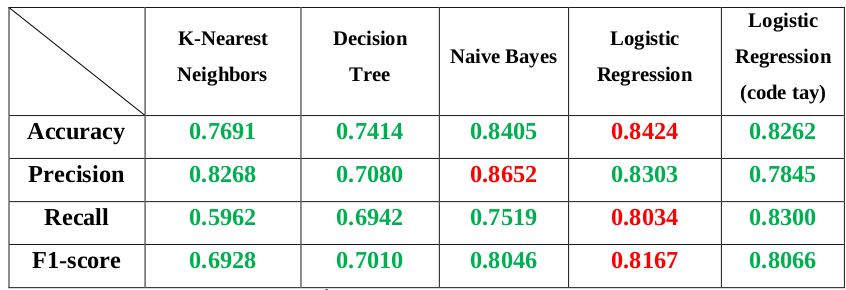 K-Nearest Neighbors	Decision Tree	Naive Bayes	Logistic Regression	Logistic Regression (code tay)
Accuracy	0.7691	0.7414	0.8405	0.8424	0.8262
Precision	0.8268	0.7080	0.8652	0.8303	0.7845
Recall	0.5962	0.6942	0.7519	0.8034	0.8300
F1-score	0.6928	0.7010	0.8046	0.8167	0.8066